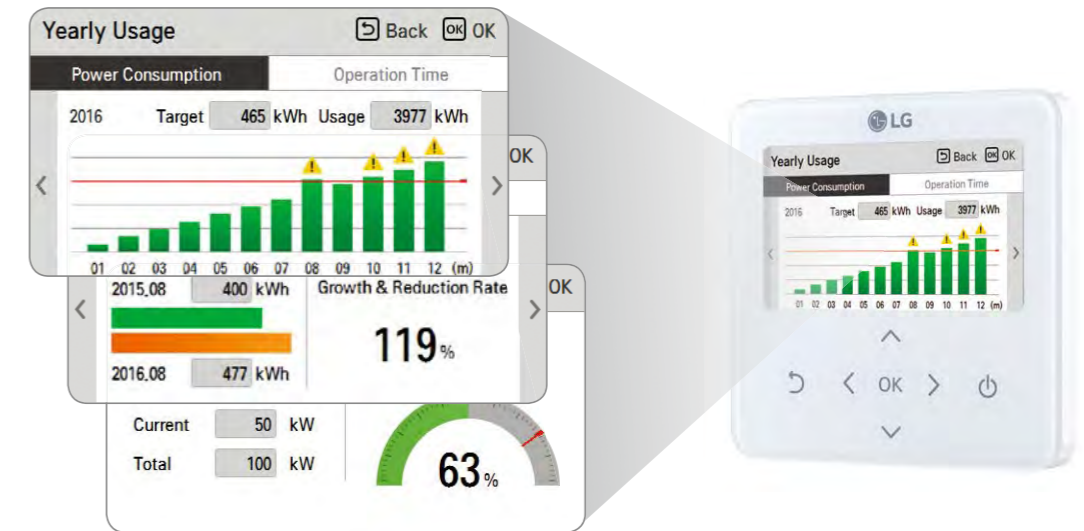 Yearly Usage Back OK OK
Power Consumption Operation Time
2016 Target 465 kWh Usage 3977 kWh
01 02 03 04 05 06 07 08 09 10 11 12 (m)
OK
2015.08 400 kWh Growth & Reduction Rate
119%
2016.08 477 kWh
OK
Current 50 kW
Total 100 kW
63%
LG
Yearly Usage Back OK OK
Power Consumption Operation Time
2016 Target 465 kWh Usage 3977 kWh
01 02 03 04 05 06 07 08 09 10 11 12 (m)
OK